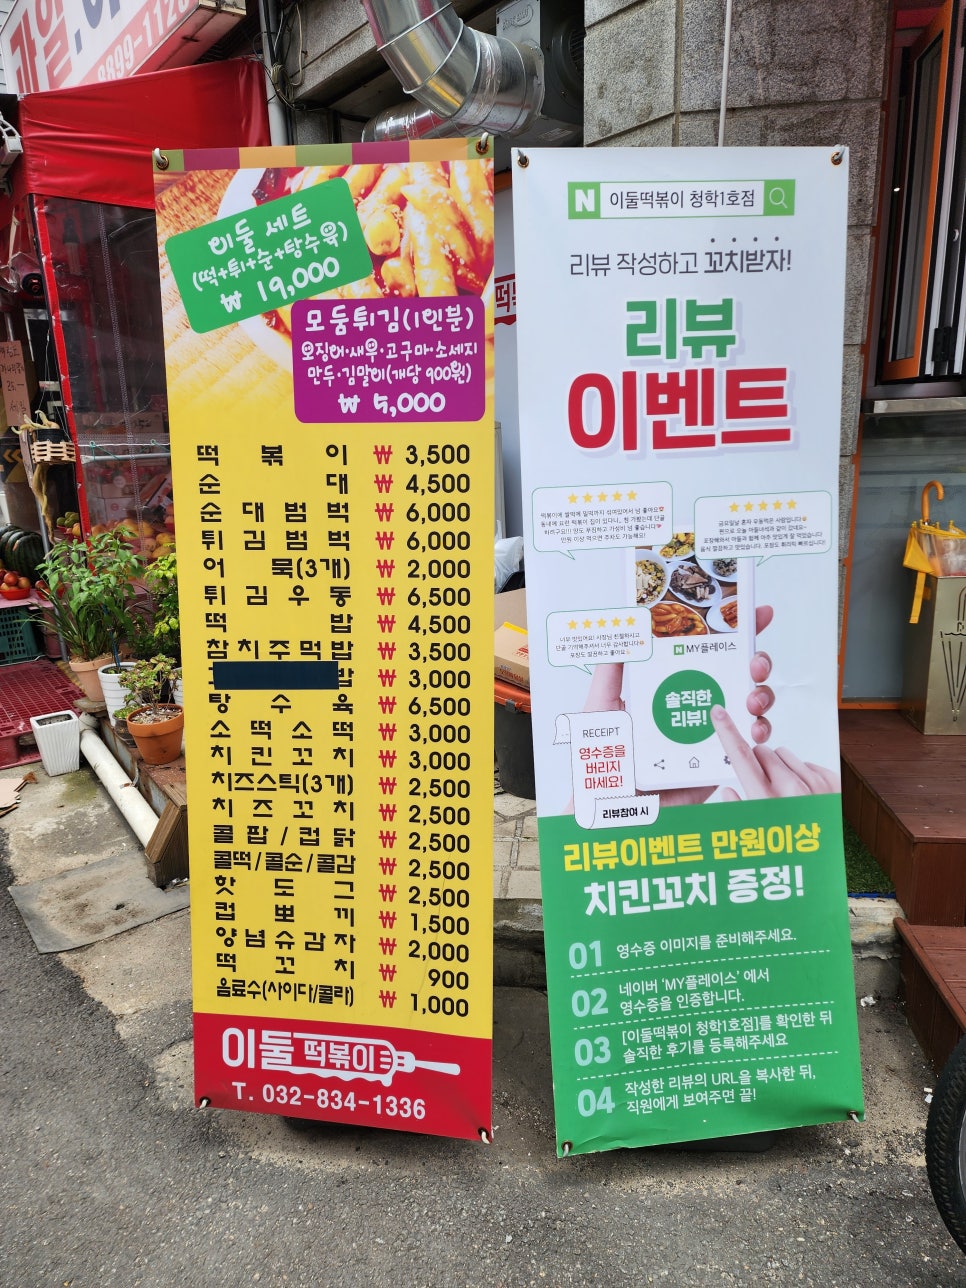 과일.
8899-1120
이둘 세트
(떡+튀+순+탕수육)
₩ 19,000
모둠튀김(1인분)
오징어·새우·고구마·소세지
만두·김말이(개당 900원)
₩ 5,000
떡볶이 ₩ 3,500
순대 ₩ 4,500
순대범벅 ₩ 6,000
튀김범벅 ₩ 6,000
어묵(3개) ₩ 2,000
튀김우동 ₩ 6,500
떡밥 ₩ 4,500
참치주먹밥 ₩ 3,500
밥 ₩ 3,000
탕수육 ₩ 6,500
소떡소떡 ₩ 3,000
치킨꼬치 ₩ 3,000
치즈스틱(3개) ₩ 2,500
치즈꼬치 ₩ 2,500
콜팝/컵닭 ₩ 2,500
콜떡/콜순/콜감 ₩ 2,500
핫도그 ₩ 2,500
컵뽀끼 ₩ 1,500
양념슈감자 ₩ 2,000
떡꼬치 ₩ 900
음료수(사이다/콜라) ₩ 1,000
이둘 떡볶이
T. 032-834-1336
N 이둘떡볶이 청학1호점
리뷰 작성하고 꼬치받자!
리뷰
이벤트
N MY플레이스
솔직한
리뷰!
RECEIPT
영수증을
버리지
마세요!
리뷰참여 시
리뷰이벤트 만원이상
치킨꼬치 증정!
01 영수증 이미지를 준비해주세요.
02 네이버 'MY플레이스' 에서
영수증을 인증합니다.
03 [이둘떡볶이 청학1호점]를 확인한 뒤
솔직한 후기를 등록해주세요
04 작성한 리뷰의 URL을 복사한 뒤,
직원에게 보여주면 끝!